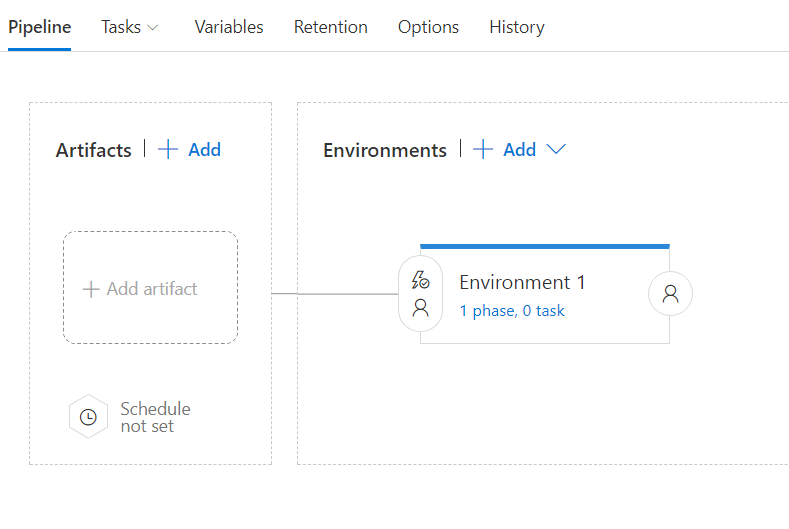 Pipeline Tasks Variables Retention Options History
Artifacts | + Add
Environments | + Add
+ Add artifact
Environment 1
1 phase, 0 task
Schedule
not set